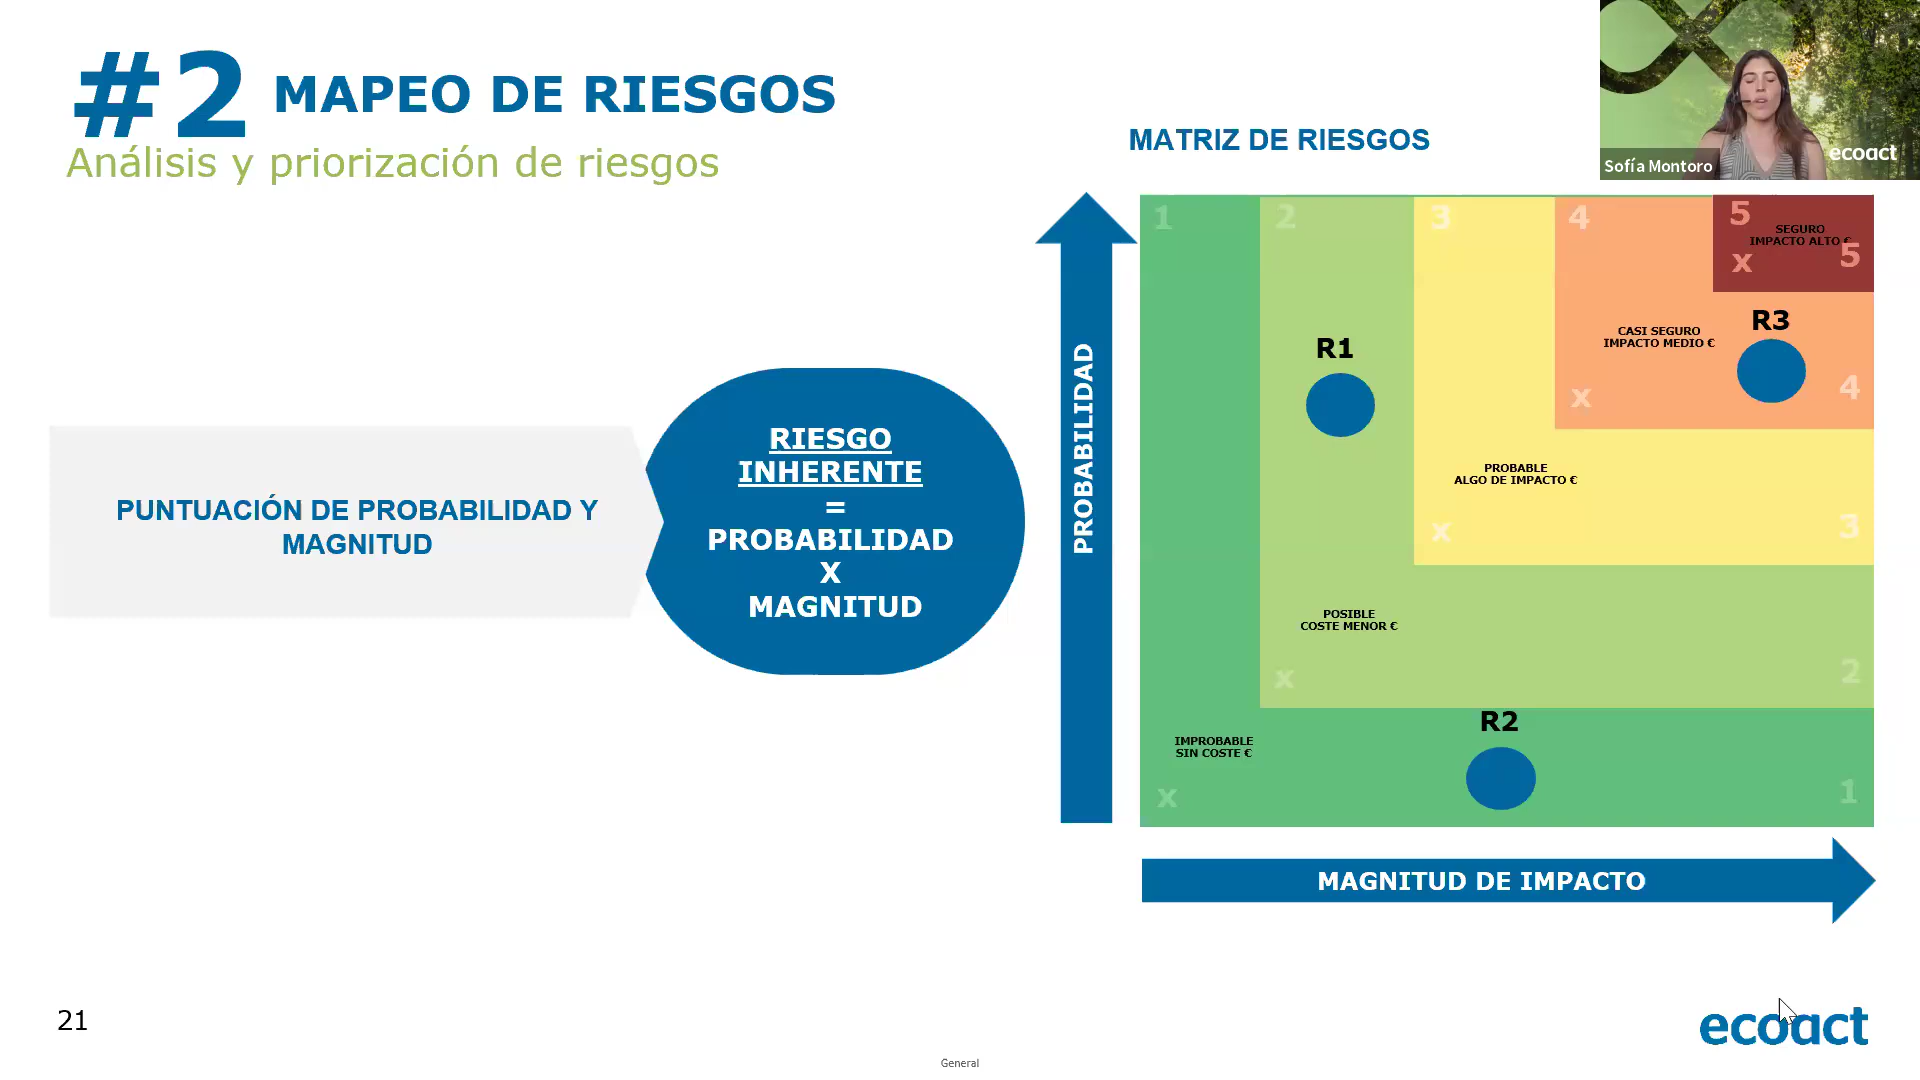 #2 MAPEO DE RIESGOS
Análisis y priorización de riesgos
MATRIZ DE RIESGOS
Sofía Montoro
ecoact
PUNTUACIÓN DE PROBABILIDAD Y
MAGNITUD
RIESGO
INHERENTE
=
PROBABILIDAD
X
MAGNITUD
PROBABILIDAD
1
2
3
4
5
SEGURO
IMPACTO ALTO €
x
5
R3
CASI SEGURO
IMPACTO MEDIO €
x
4
R1
PROBABLE
ALGO DE IMPACTO €
x
3
POSIBLE
COSTE MENOR €
x
2
R2
IMPROBABLE
SIN COSTE €
x
1
MAGNITUD DE IMPACTO
21
ecoact
General